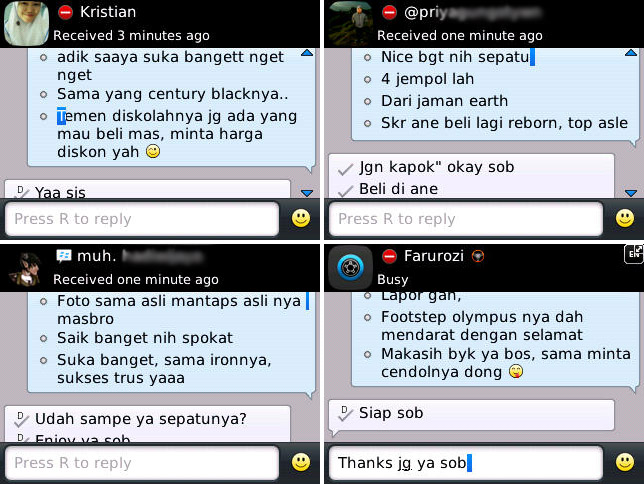 Kristian
Received 3 minutes ago
adik saaya suka bangett nget
nget
Sama yang century blacknya..
Temen diskolahnya jg ada yang
mau beli mas, minta harga
diskon yah
D Yaa sis
Press R to reply
@priya
Received one minute ago
Nice bgt nih sepatu
4 jempol lah
Dari jaman earth
Skr ane beli lagi reborn, top asle
Jgn kapok" okay sob
Beli di ane
Press R to reply
muh.
Received one minute ago
Foto sama asli mantaps asli nya
masbro
Saik banget nih spokat
Suka banget, sama ironnya,
sukses trus yaaa
D Udah sampe ya sepatunya?
Enjoy ya sob
Press R to reply
Farurozi
EN
Busy
Lapor gan,
Footstep olympus nya dah
mendarat dengan selamat
Makasih byk ya bos, sama minta
cendolnya dong
D Siap sob
Thanks jg ya sob